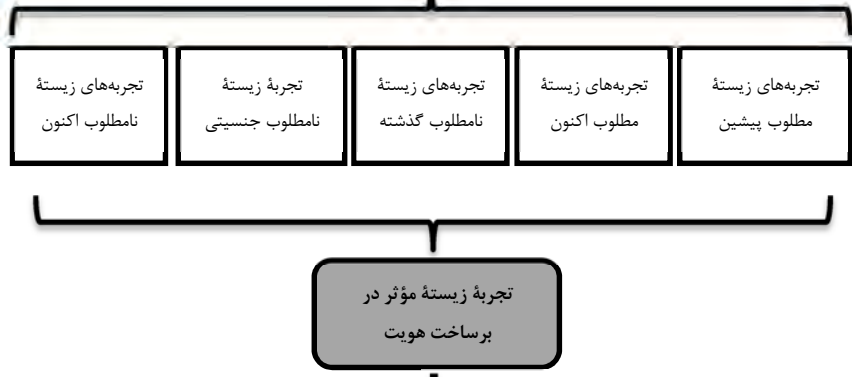 تجربه‌های زیستهٔ
مطلوب پیشین
تجربه‌های زیستهٔ
مطلوب اکنون
تجربه‌های زیستهٔ
نامطلوب گذشته
تجربهٔ زیستهٔ
نامطلوب جنسیتی
تجربه‌های زیستهٔ
نامطلوب اکنون
تجربهٔ زیستهٔ مؤثر در
برساخت هویت